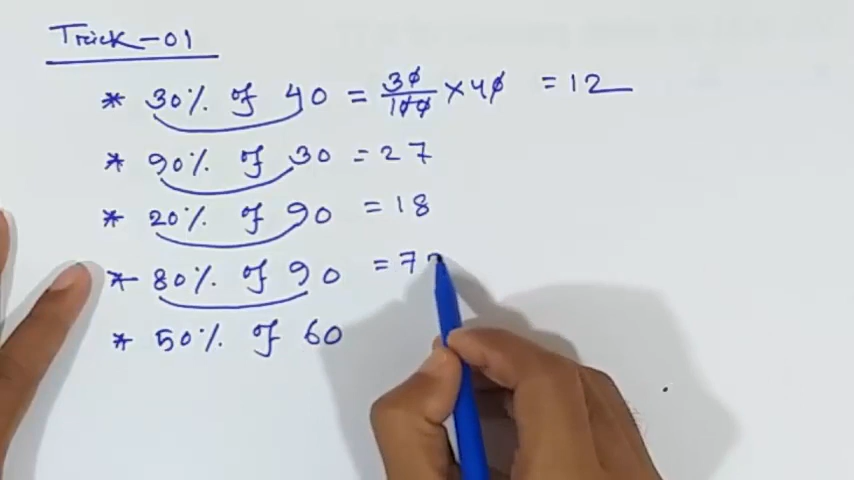 Trick-01
* 30% of 40 = 30/100 × 40 = 12
* 90% of 30 = 27
* 20% of 90 = 18
* 80% of 90 = 7
* 50% of 60